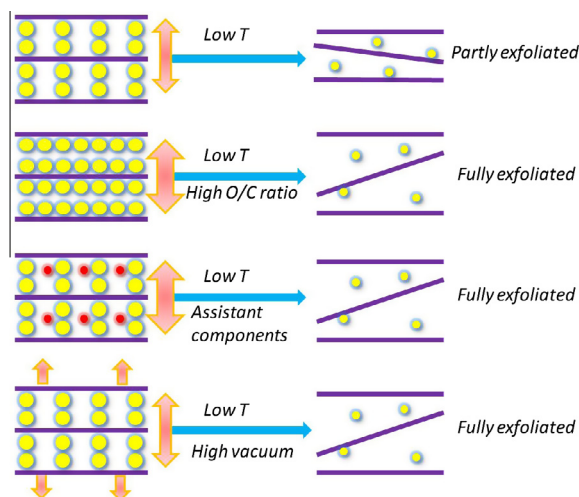 Low T
Partly exfoliated
Low T
High O/C ratio
Fully exfoliated
Low T
Assistant
components
Fully exfoliated
Low T
High vacuum
Fully exfoliated